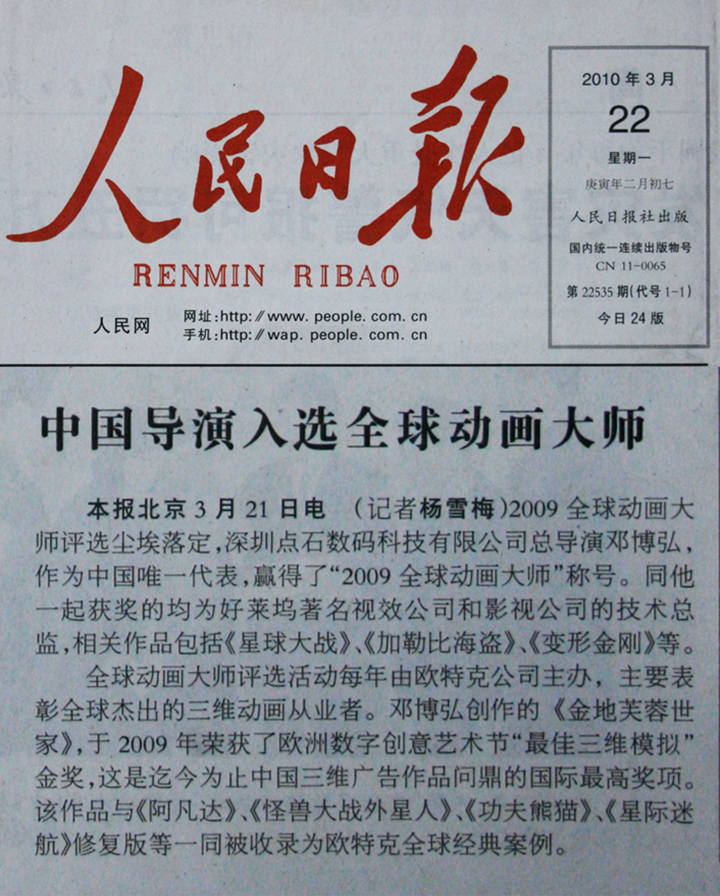 人民日报
RENMIN RIBAO
人民网
网址:http://www.people.com.cn
手机:http://wap.people.com.cn
2010年3月
22
星期一
庚寅年二月初七
人民日报社出版
国内统一连续出版物号
CN 11-0065
第22535期(代号1-1)
今日24版
中国导演入选全球动画大师
本报北京3月21日电 (记者杨雪梅)2009全球动画大
师评选尘埃落定,深圳点石数码科技有限公司总导演邓博弘,
作为中国唯一代表,赢得了“2009全球动画大师”称号。同他
一起获奖的均为好莱坞著名视效公司和影视公司的技术总
监,相关作品包括《星球大战》、《加勒比海盗》、《变形金刚》等。
全球动画大师评选活动每年由欧特克公司主办,主要表
彰全球杰出的三维动画从业者。邓博弘创作的《金地芙蓉世
家》,于2009年荣获了欧洲数字创意艺术节“最佳三维模拟”
金奖,这是迄今为止中国三维广告作品问鼎的国际最高奖项。
该作品与《阿凡达》、《怪兽大战外星人》、《功夫熊猫》、《星际迷
航》修复版等一同被收录为欧特克全球经典案例。